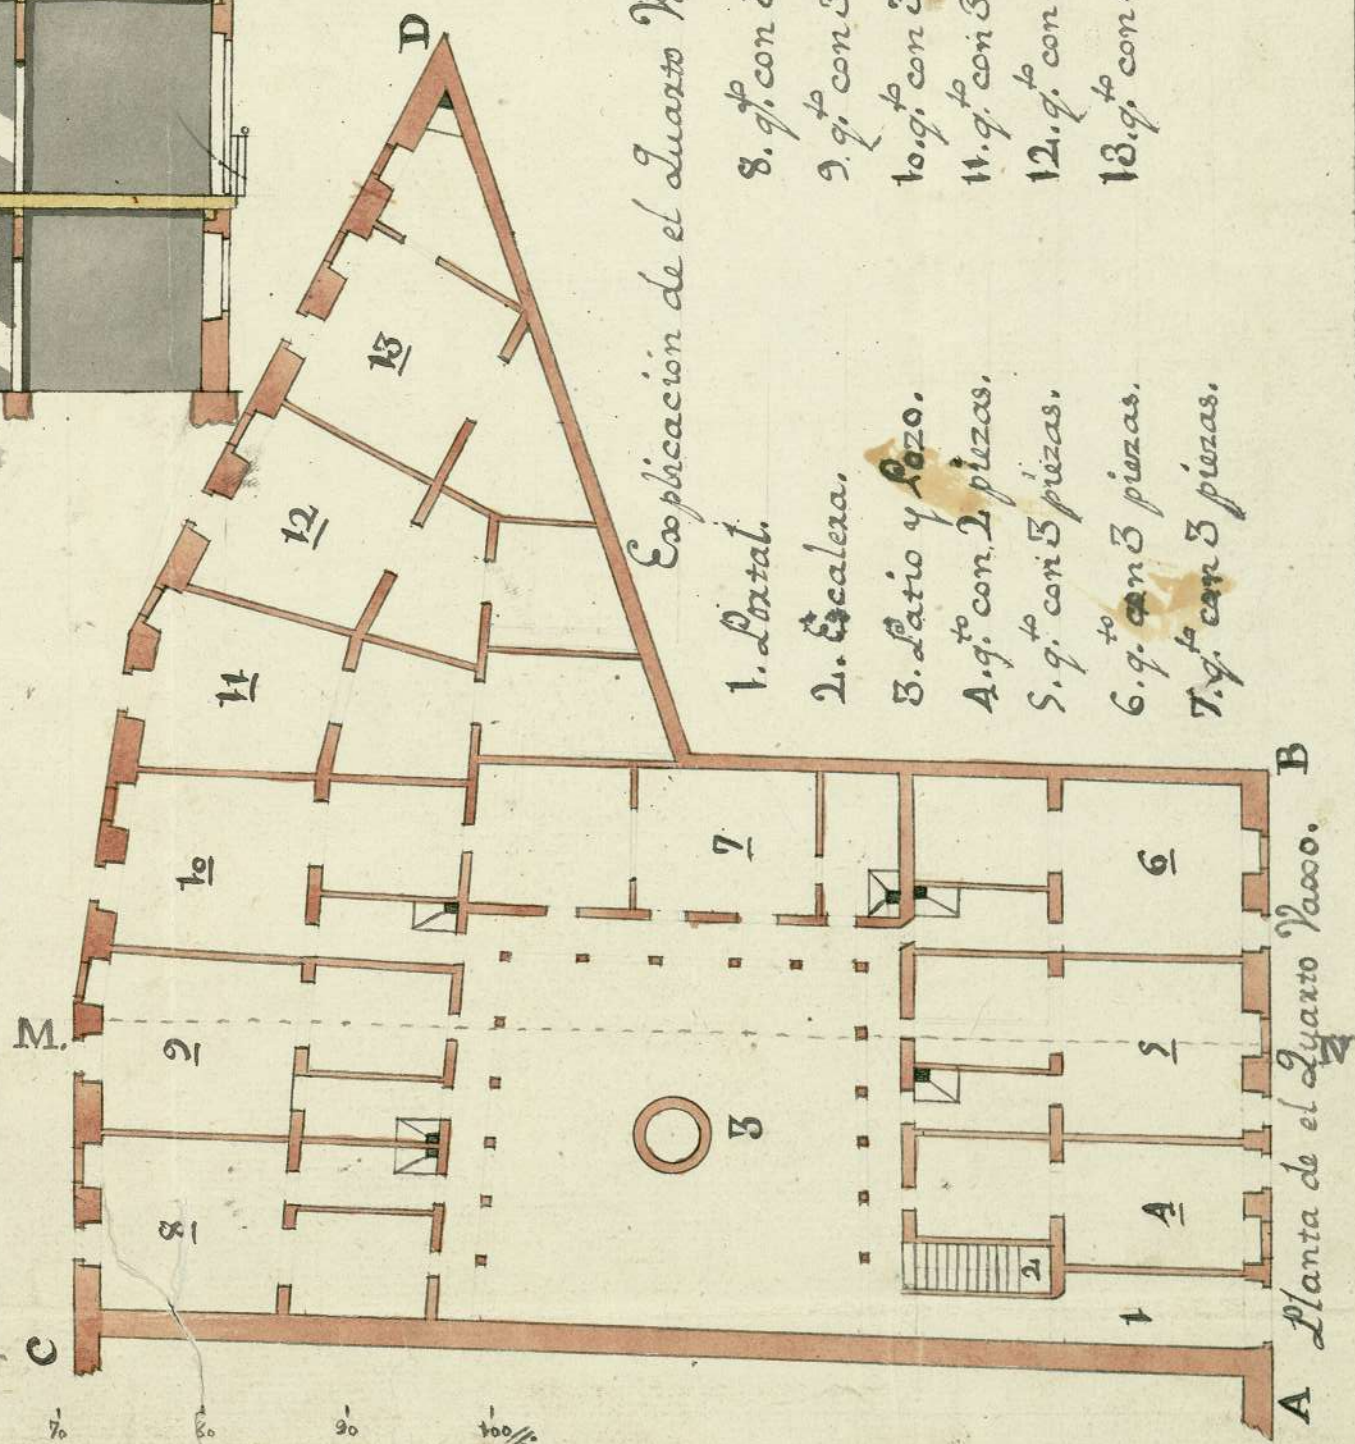 Explicacion de el Quarto
1. Portal.
2. Escalera.
3. Patio y Pozo.
4. q.to con 2 piezas.
5. q.to con 3 piezas.
6. q.to con 3 piezas.
7. q.to con 3 piezas.
8. q.to con
9. q.to con
10. q.to con
11. q.to con 3
12. q.to con
13. q.to con
Planta de el Quarto Vaxo.
A
B
C
D
M.
N
1
2
3
4
5
6
7
8
9
10
11
12
13
70
80
90
100